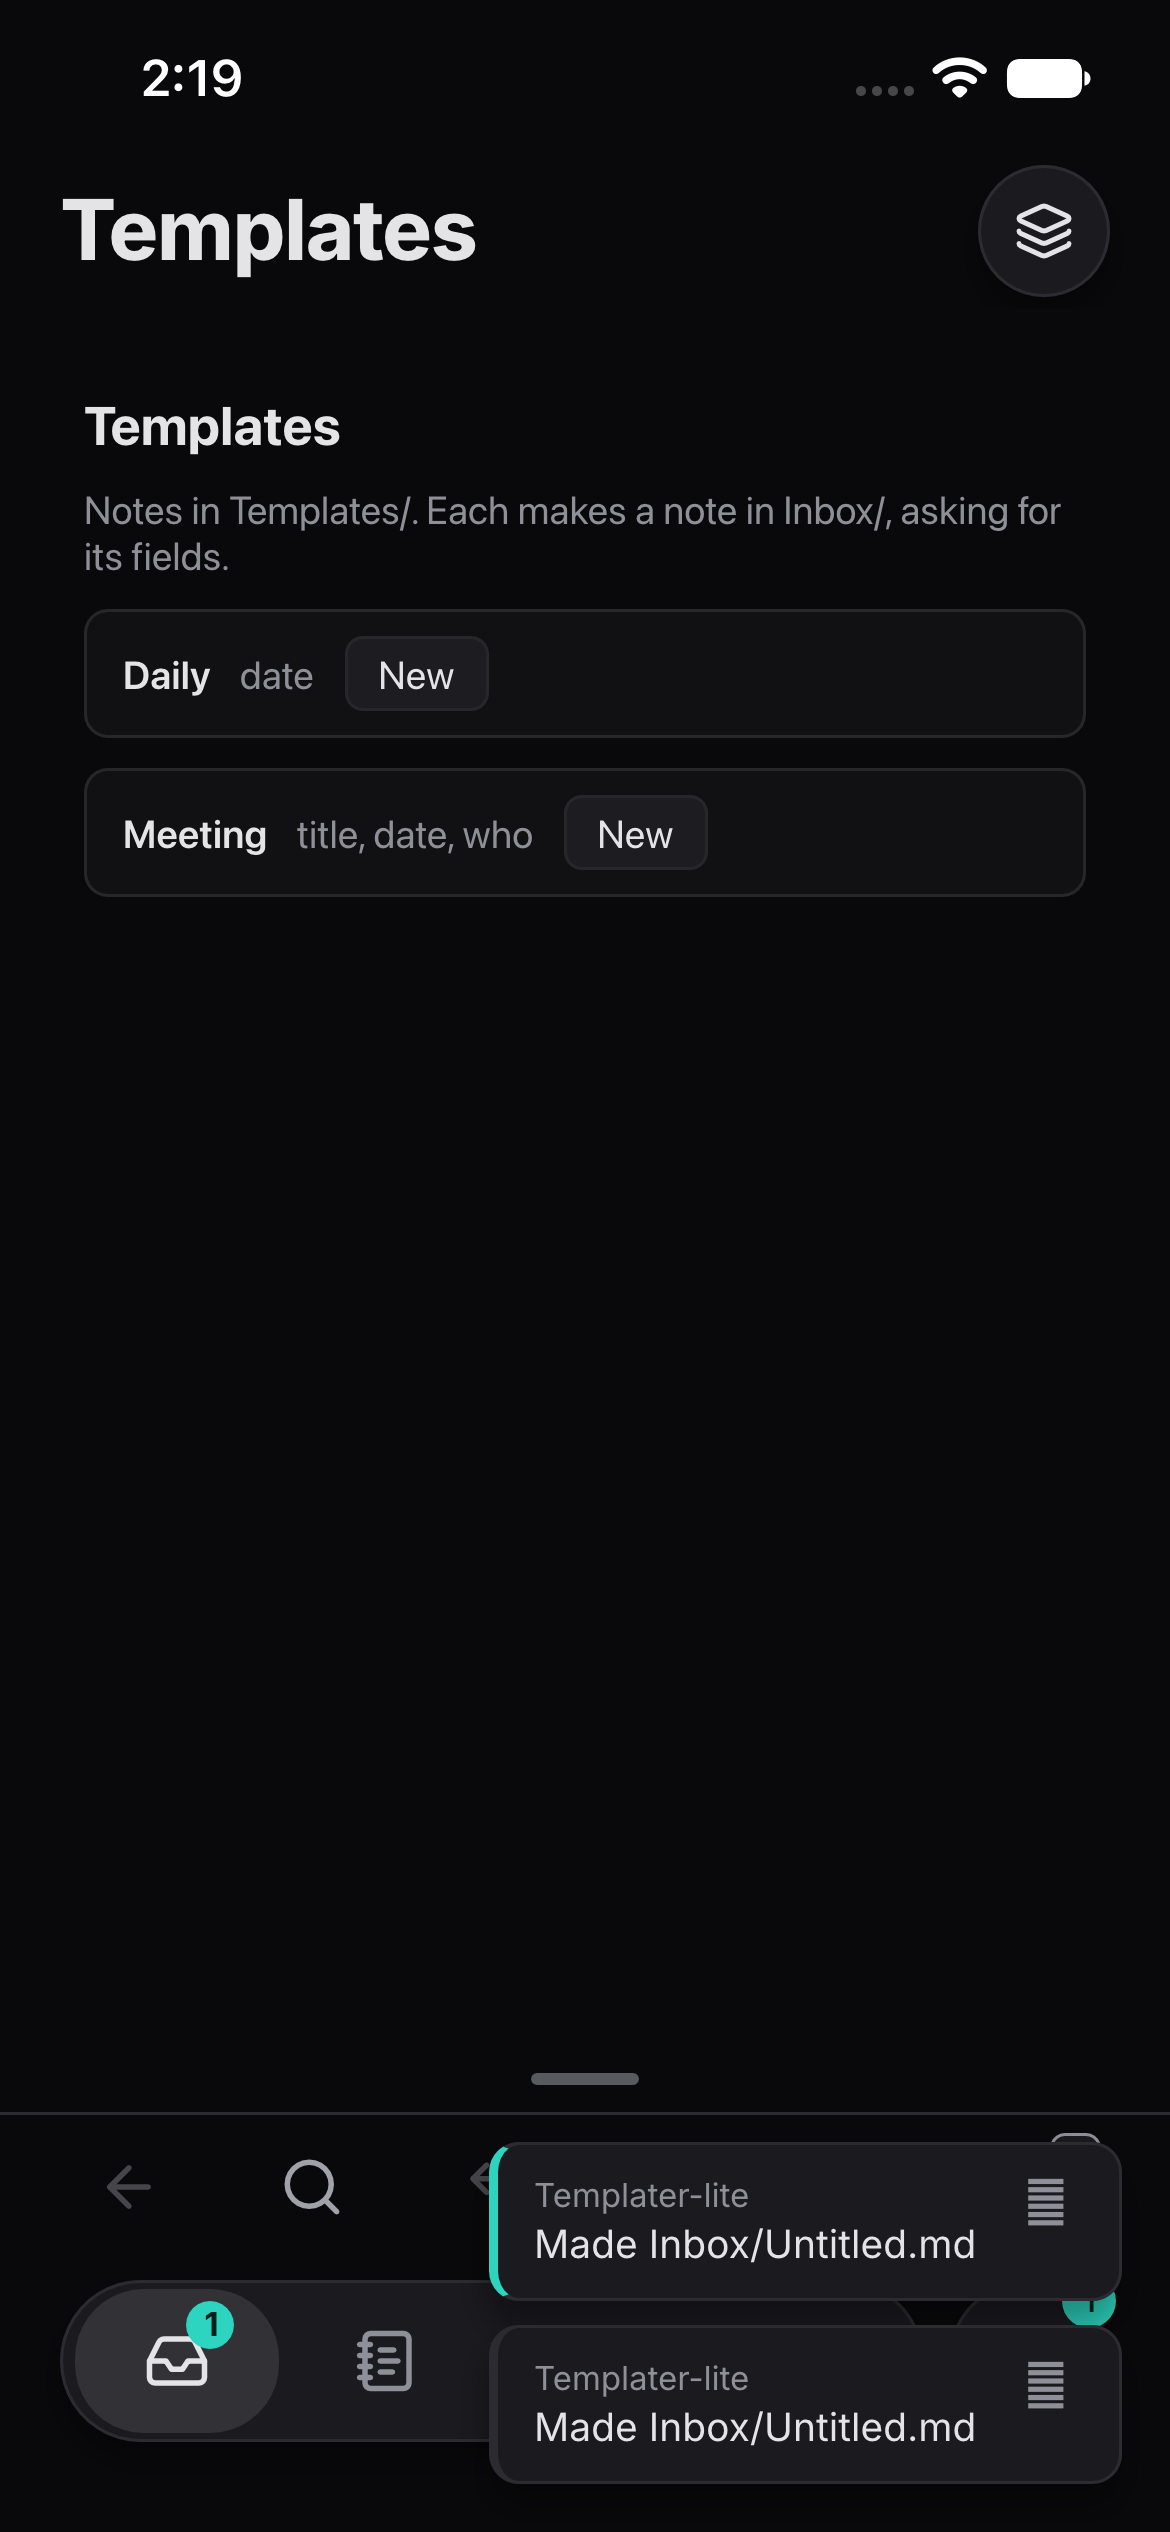 2:19
Templates
Templates
Notes in Templates/. Each makes a note in Inbox/, asking for
its fields.
Daily date New
Meeting title, date, who New
Templater-lite
Made Inbox/Untitled.md
1
Templater-lite
Made Inbox/Untitled.md